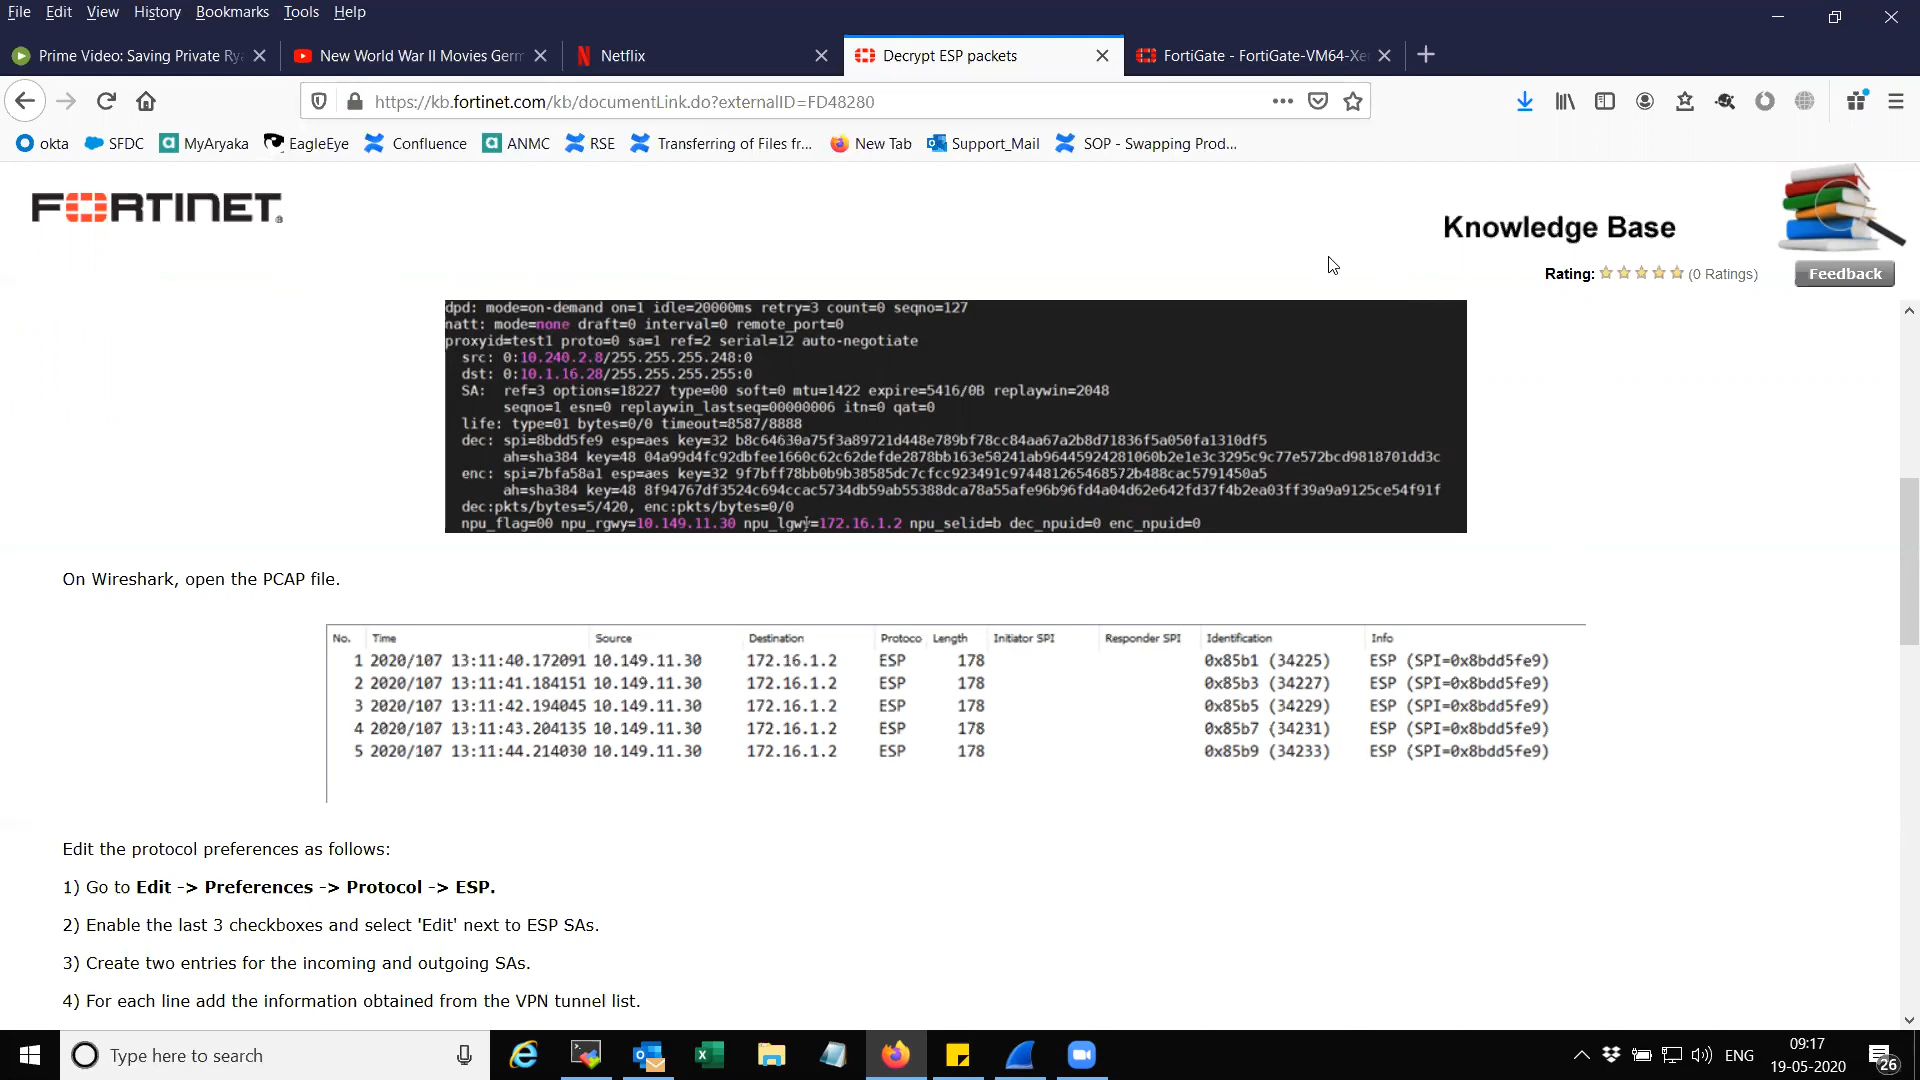 File Edit View History Bookmarks Tools Help
Prime Video: Saving Private Rya
New World War II Movies Germ
Netflix
Decrypt ESP packets
FortiGate - FortiGate-VM64-Xe
https://kb.fortinet.com/kb/documentLink.do?externalID=FD48280
okta SFDC MyAryaka EagleEye Confluence ANMC RSE Transferring of Files fr... New Tab Support_Mail SOP - Swapping Prod...
FORTINET
Knowledge Base
Rating: (0 Ratings) Feedback
dpd: mode=on-demand on=1 idle=20000ms retry=3 count=0 seqno=127
natt: mode=none draft=0 interval=0 remote_port=0
proxyid=test1 proto=0 sa=1 ref=2 serial=12 auto-negotiate
src: 0:10.240.2.8/255.255.255.248:0
dst: 0:10.1.16.28/255.255.255.255:0
SA: ref=3 options=18227 type=00 soft=0 mtu=1422 expire=5416/0B replaywin=2048
seqno=1 esn=0 replaywin_lastseq=00000006 itn=0 qat=0
life: type=01 bytes=0/0 timeout=8587/8888
dec: spi=8bdd5fe9 esp=aes key=32 b8c64630a75f3a89721d448e789bf78cc84aa67a2b8d71836f5a050fa1310df5
ah=sha384 key=48 04a99d4fc92dbfee1660c62c62defde2878bb163e50241ab96445924281060b2e1e3c3295c9c77e572bcd9818701dd3c
enc: spi=7bfa58a1 esp=aes key=32 9f7bff78bb0b9b38585dc7cfcc923491c974481265468572b488cac5791450a5
ah=sha384 key=48 8f94767df3524c694ccac5734db59ab55388dca78a55afe96b96fd4a04d62e642fd37f4b2ea03ff39a9a9125ce54f91f
dec:pkts/bytes=5/420, enc:pkts/bytes=0/0
npu_flag=00 npu_rgwy=10.149.11.30 npu_lgwy=172.16.1.2 npu_selid=b dec_npuid=0 enc_npuid=0
On Wireshark, open the PCAP file.
No. Time Source Destination Protoco Length Initiator SPI Responder SPI Identification Info
1 2020/107 13:11:40.172091 10.149.11.30 172.16.1.2 ESP 178 0x85b1 (34225) ESP (SPI=0x8bdd5fe9)
2 2020/107 13:11:41.184151 10.149.11.30 172.16.1.2 ESP 178 0x85b3 (34227) ESP (SPI=0x8bdd5fe9)
3 2020/107 13:11:42.194045 10.149.11.30 172.16.1.2 ESP 178 0x85b5 (34229) ESP (SPI=0x8bdd5fe9)
4 2020/107 13:11:43.204135 10.149.11.30 172.16.1.2 ESP 178 0x85b7 (34231) ESP (SPI=0x8bdd5fe9)
5 2020/107 13:11:44.214030 10.149.11.30 172.16.1.2 ESP 178 0x85b9 (34233) ESP (SPI=0x8bdd5fe9)
Edit the protocol preferences as follows:
1) Go to Edit -> Preferences -> Protocol -> ESP.
2) Enable the last 3 checkboxes and select 'Edit' next to ESP SAs.
3) Create two entries for the incoming and outgoing SAs.
4) For each line add the information obtained from the VPN tunnel list.
Type here to search
ENG
09:17
19-05-2020
26